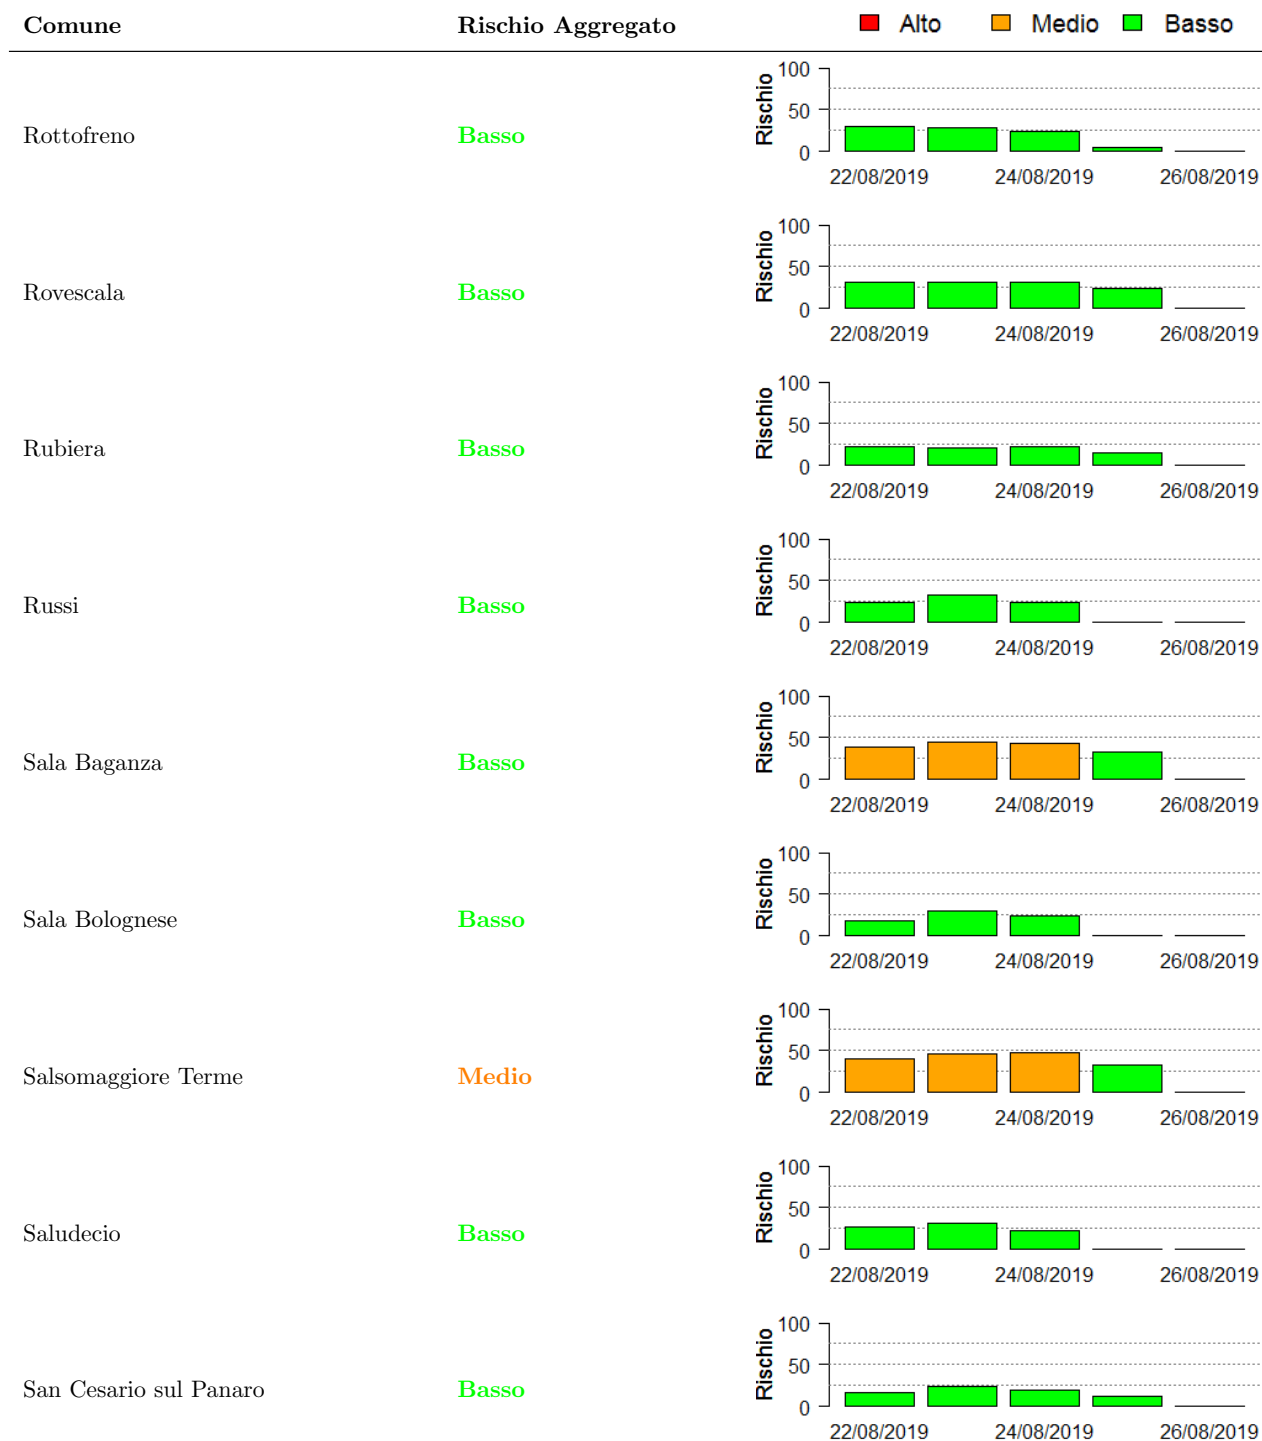 Comune Rischio Aggregato Alto Medio Basso
Rottofreno Basso
Rischio
100
50
0
22/08/2019 24/08/2019 26/08/2019
Rovescala Basso
Rischio
100
50
0
22/08/2019 24/08/2019 26/08/2019
Rubiera Basso
Rischio
100
50
0
22/08/2019 24/08/2019 26/08/2019
Russi Basso
Rischio
100
50
0
22/08/2019 24/08/2019 26/08/2019
Sala Baganza Basso
Rischio
100
50
0
22/08/2019 24/08/2019 26/08/2019
Sala Bolognese Basso
Rischio
100
50
0
22/08/2019 24/08/2019 26/08/2019
Salsomaggiore Terme Medio
Rischio
100
50
0
22/08/2019 24/08/2019 26/08/2019
Saludecio Basso
Rischio
100
50
0
22/08/2019 24/08/2019 26/08/2019
San Cesario sul Panaro Basso
Rischio
100
50
0
22/08/2019 24/08/2019 26/08/2019